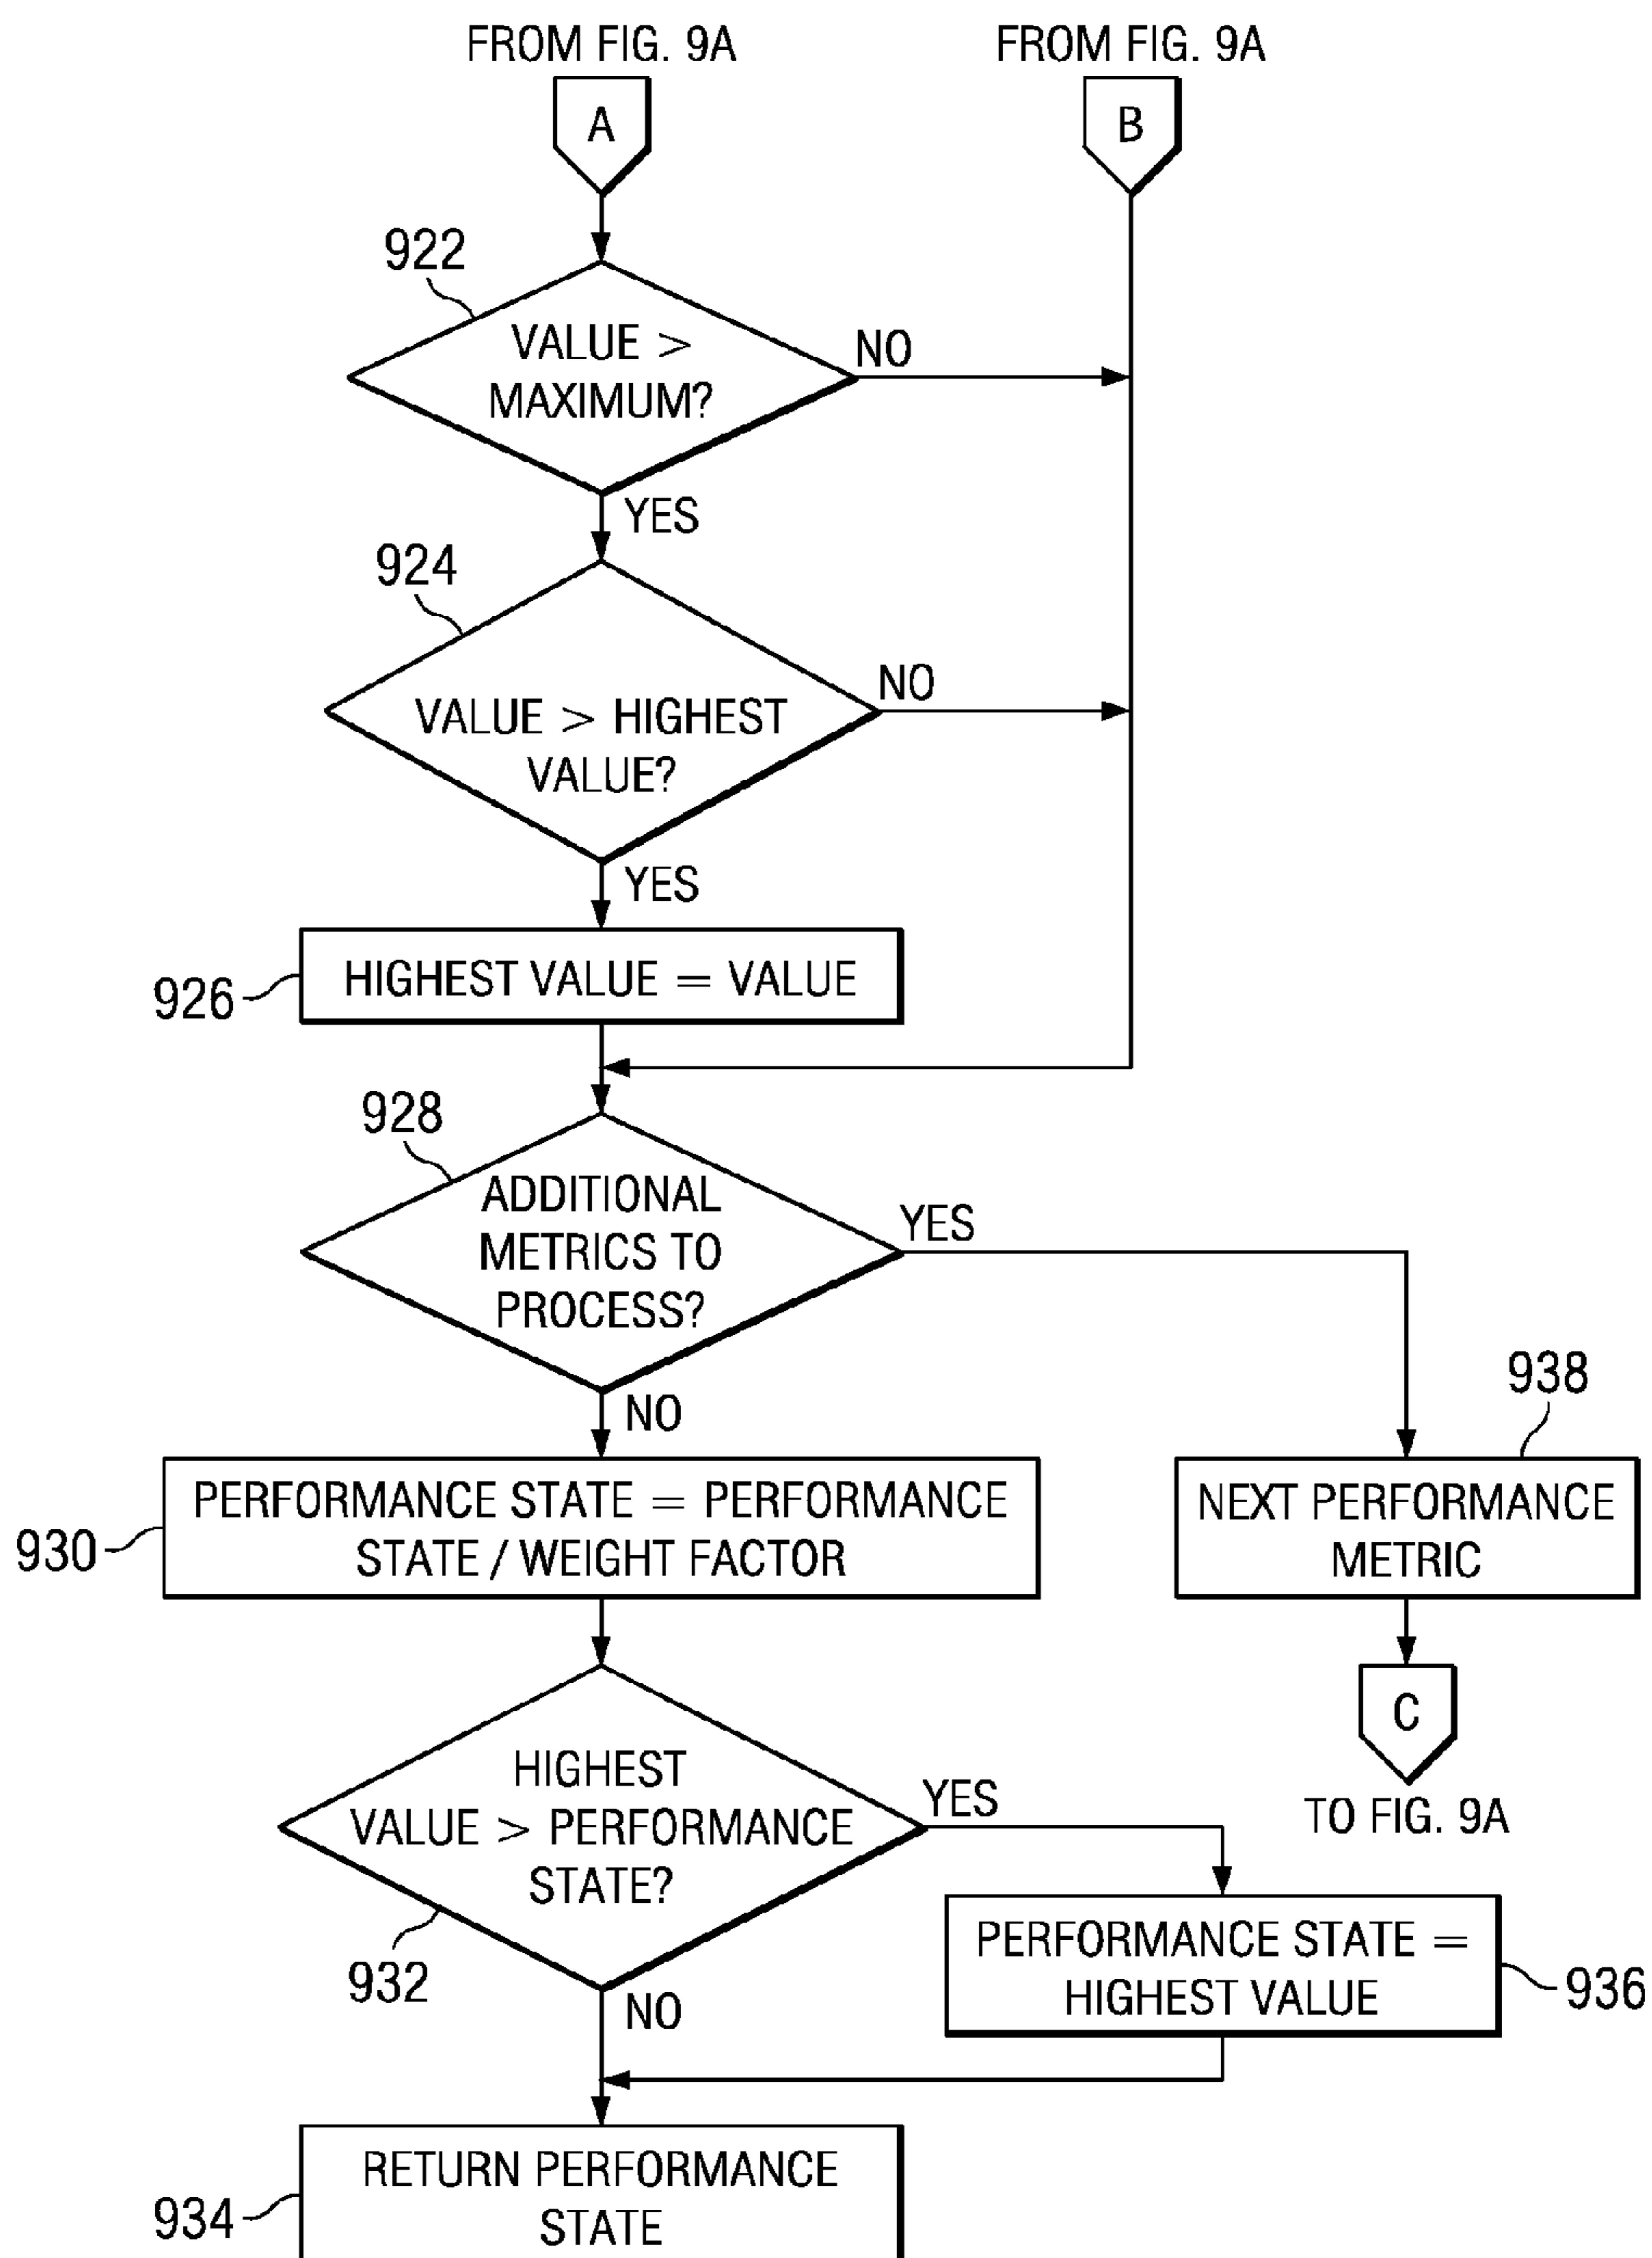 FROM FIG. 9A
FROM FIG. 9A
A
B
922
VALUE >
MAXIMUM?
NO
YES
924
VALUE > HIGHEST
VALUE?
NO
YES
926
HIGHEST VALUE = VALUE
928
ADDITIONAL
METRICS TO
PROCESS?
YES
NO
938
930
PERFORMANCE STATE = PERFORMANCE
STATE / WEIGHT FACTOR
NEXT PERFORMANCE
METRIC
C
TO FIG. 9A
HIGHEST
VALUE > PERFORMANCE
STATE?
YES
932
NO
PERFORMANCE STATE =
HIGHEST VALUE
936
934
RETURN PERFORMANCE
STATE